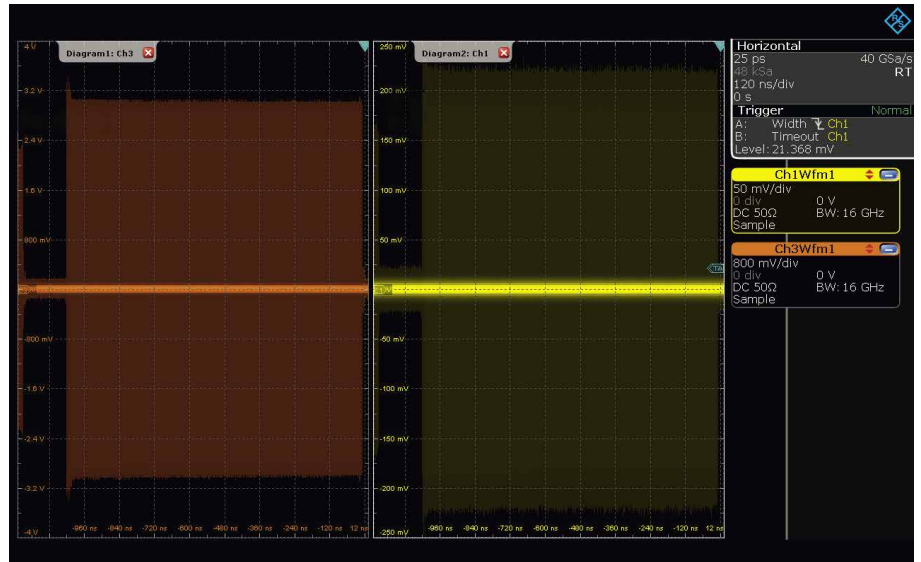 R&S
Diagram1: Ch3
4 V
3.2 V
2.4 V
1.6 V
800 mV
-800 mV
-1.6 V
-2.4 V
-3.2 V
-4 V
-960 ns -840 ns -720 ns -600 ns -480 ns -360 ns -240 ns -120 ns 12 ns
Diagram2: Ch1
250 mV
200 mV
150 mV
100 mV
50 mV
TA
-50 mV
-100 mV
-150 mV
-200 mV
-250 mV
-960 ns -840 ns -720 ns -600 ns -480 ns -360 ns -240 ns -120 ns 12 ns
Horizontal
25 ps 40 GSa/s
48 kSa RT
120 ns/div
0 s
Trigger Normal
A: Width Ch1
B: Timeout Ch1
Level: 21.368 mV
Ch1Wfm1
50 mV/div
0 div 0 V
DC 50Ω BW: 16 GHz
Sample
Ch3Wfm1
800 mV/div
0 div 0 V
DC 50Ω BW: 16 GHz
Sample